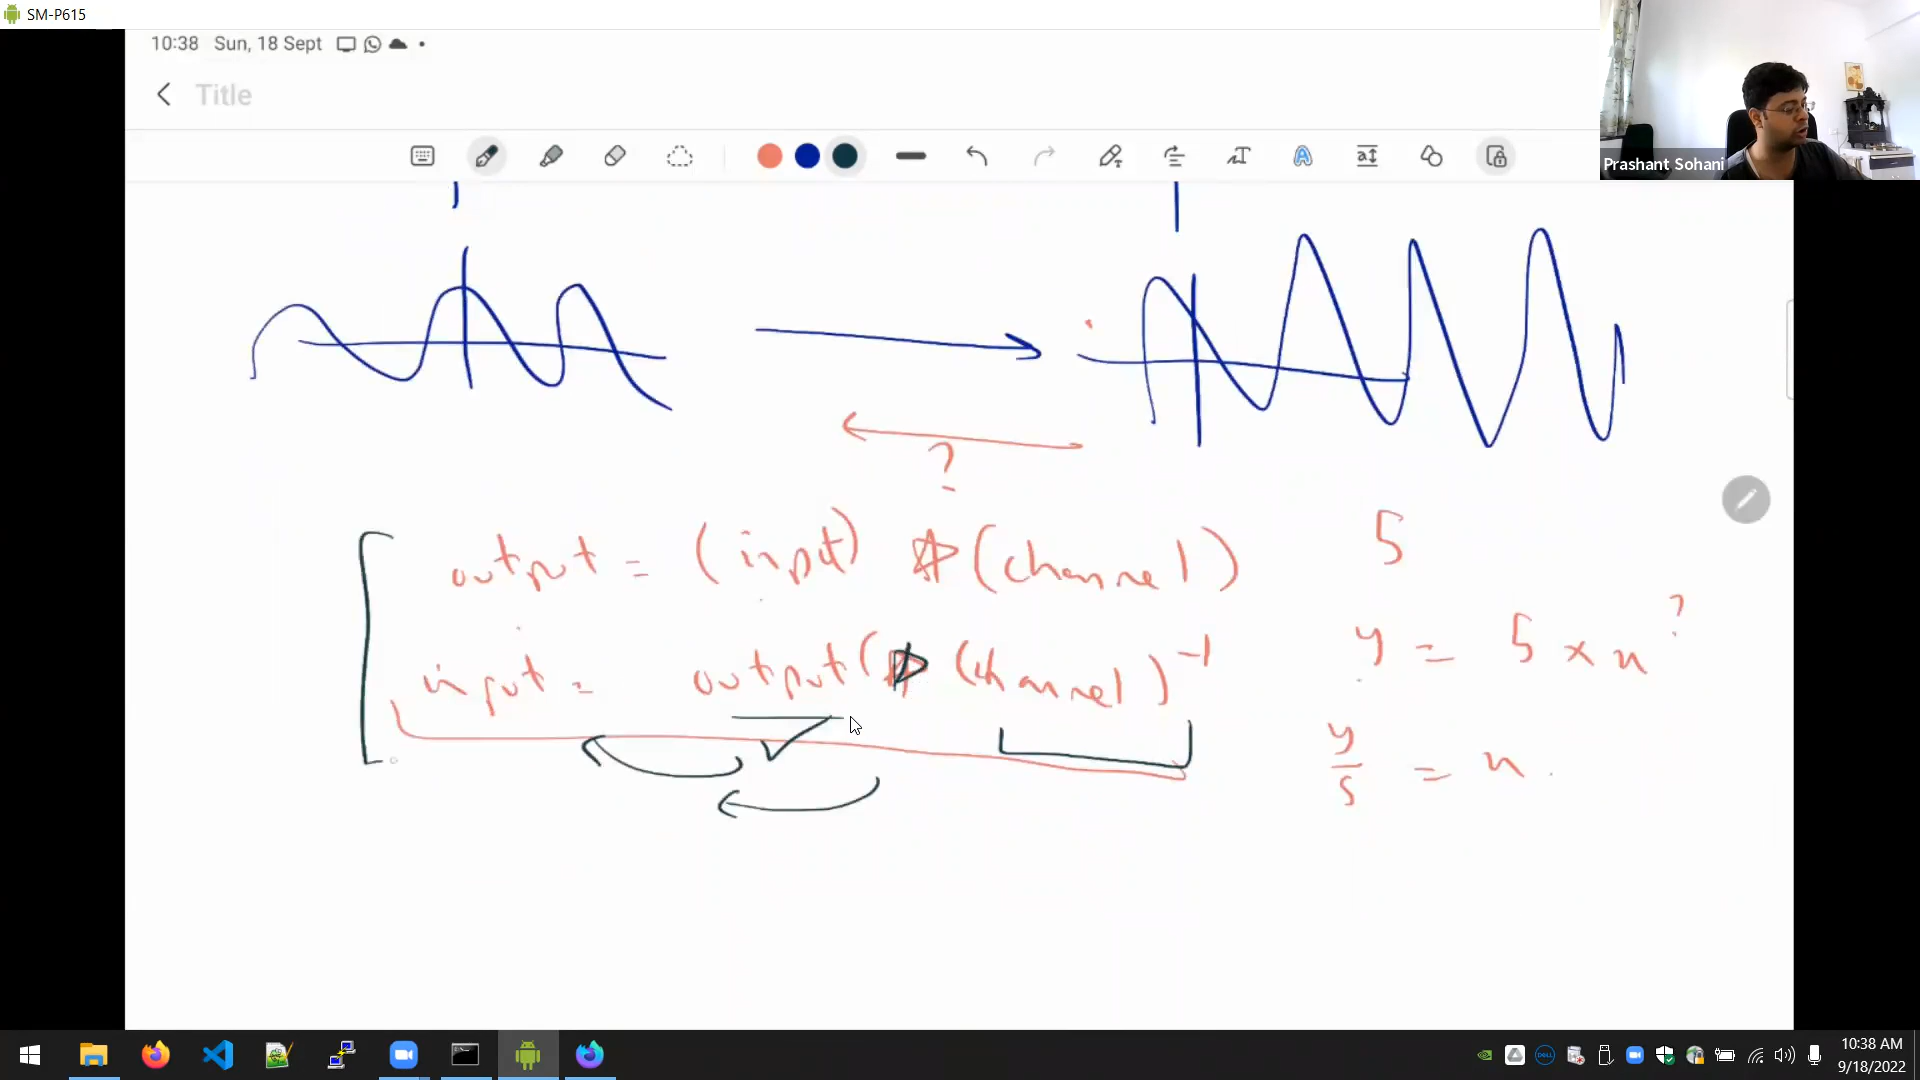 SM-P615
10:38 Sun, 18 Sept
Title
Prashant Sohani
?
output = (input) * (channel)
5
input = output (* (channel)⁻¹
y = 5 × x ?
y/5 = x
10:38 AM
9/18/2022